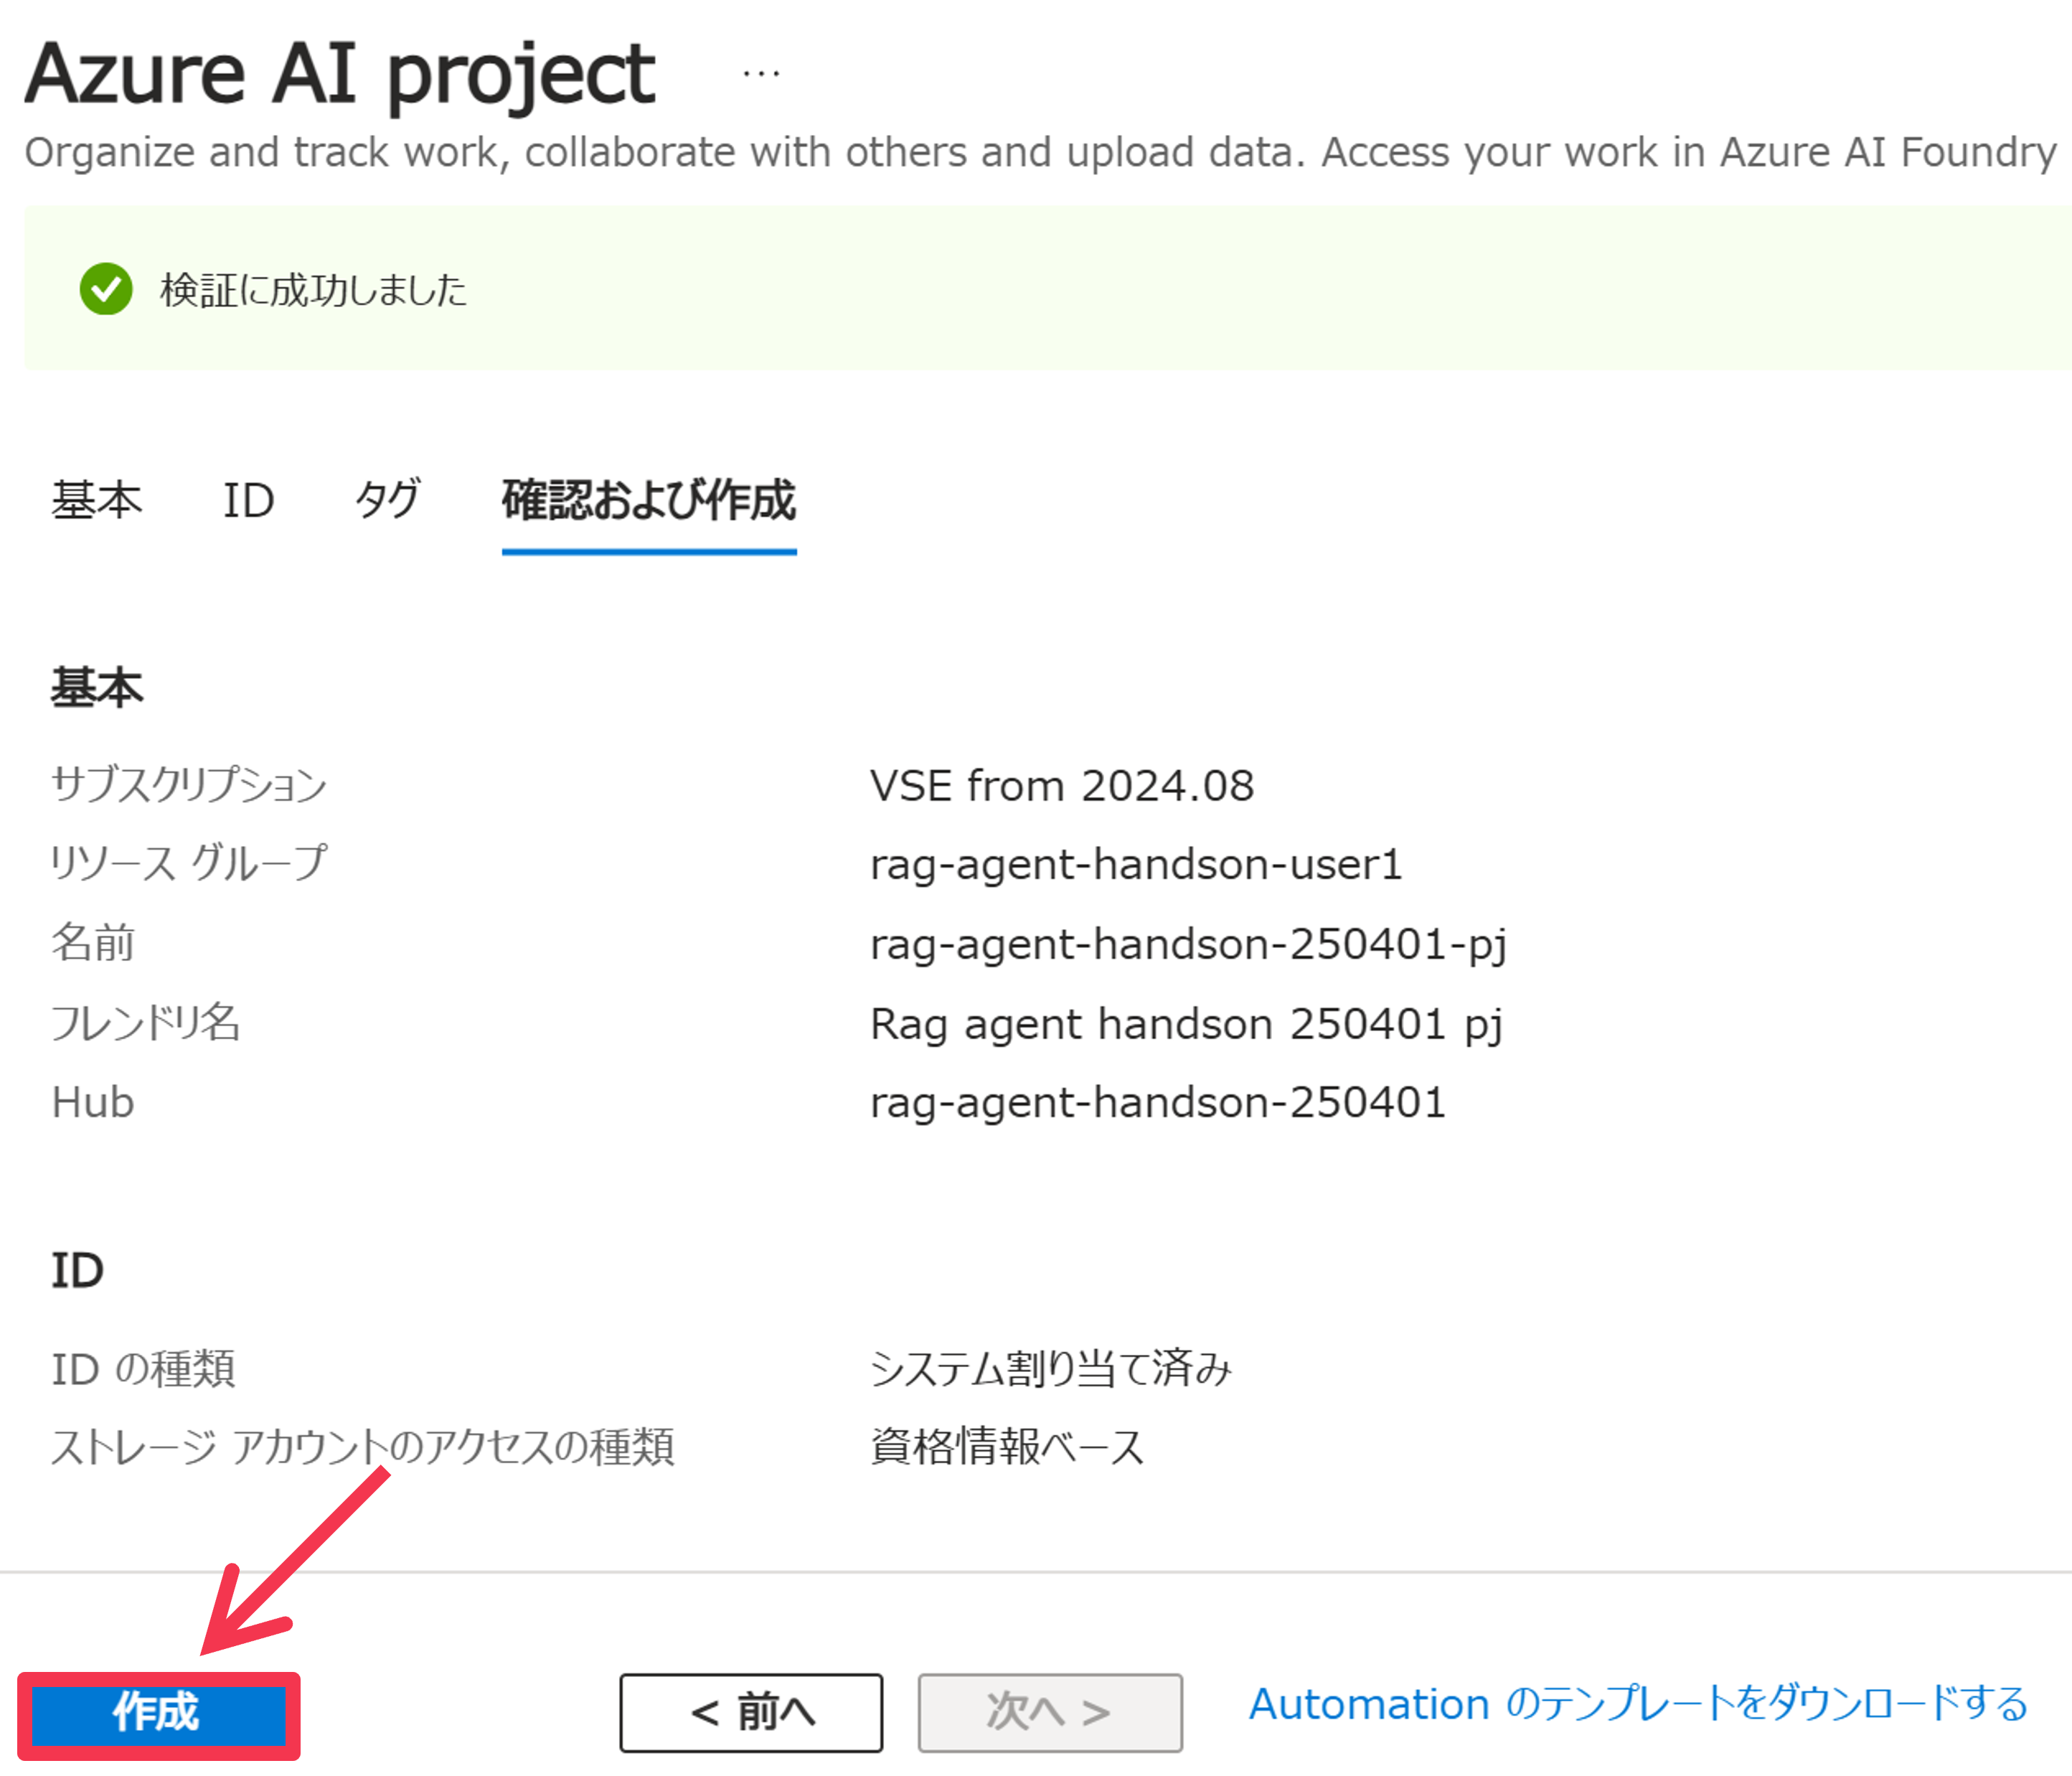 Azure AI project ...
Organize and track work, collaborate with others and upload data. Access your work in Azure AI Foundry
検証に成功しました
基本 ID タグ 確認および作成
基本
サブスクリプション VSE from 2024.08
リソース グループ rag-agent-handson-user1
名前 rag-agent-handson-250401-pj
フレンドリ名 Rag agent handson 250401 pj
Hub rag-agent-handson-250401
ID
ID の種類 システム割り当て済み
ストレージ アカウントのアクセスの種類 資格情報ベース
作成 < 前へ 次へ > Automation のテンプレートをダウンロードする